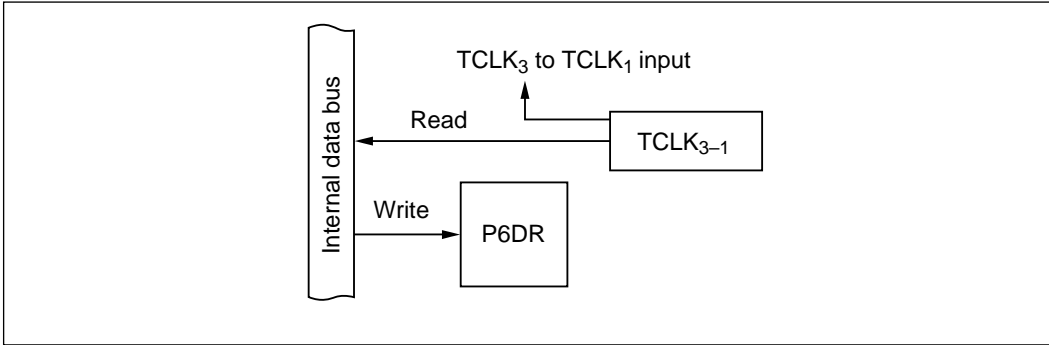 TCLK₃ to TCLK₁ input
Read
TCLK₃₋₁
Internal data bus
Write
P6DR